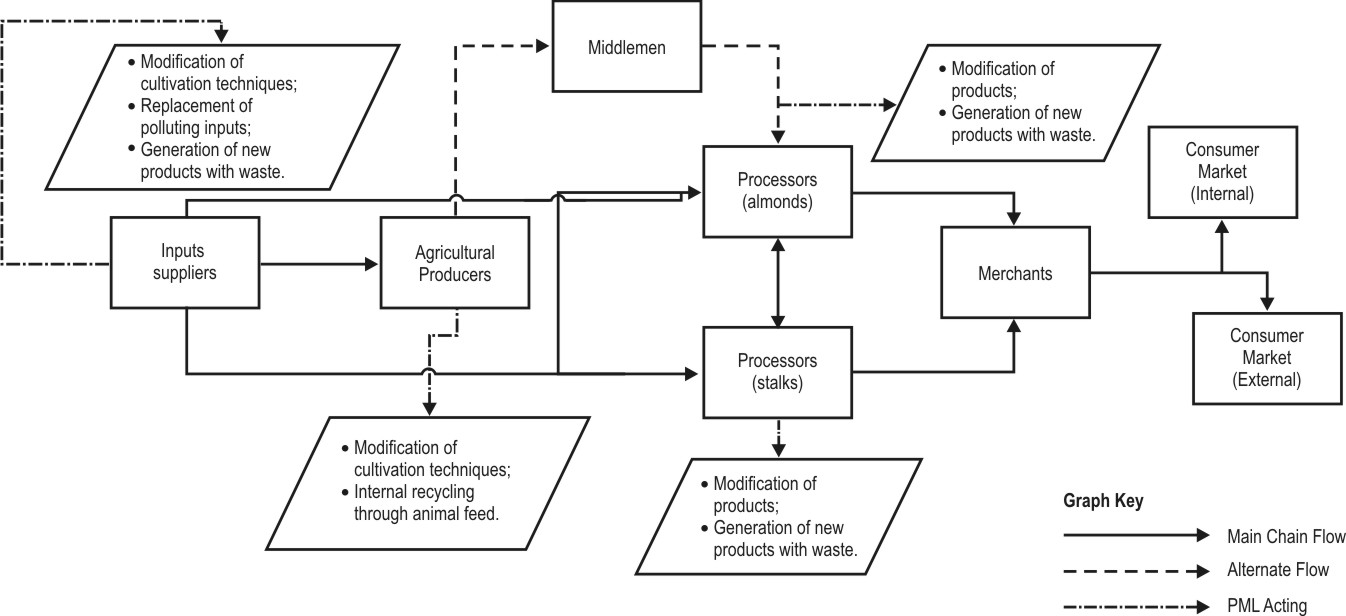 Middlemen
• Modification of
cultivation techniques;
• Replacement of
polluting inputs;
• Generation of new
products with waste.
• Modification of
products;
• Generation of new
products with waste.
Consumer
Market
(Internal)
Processors
(almonds)
Inputs
suppliers
Agricultural
Producers
Merchants
Processors
(stalks)
Consumer
Market
(External)
• Modification of
cultivation techniques;
• Internal recycling
through animal feed.
• Modification of
products;
• Generation of new
products with waste.
Graph Key
Main Chain Flow
Alternate Flow
PML Acting